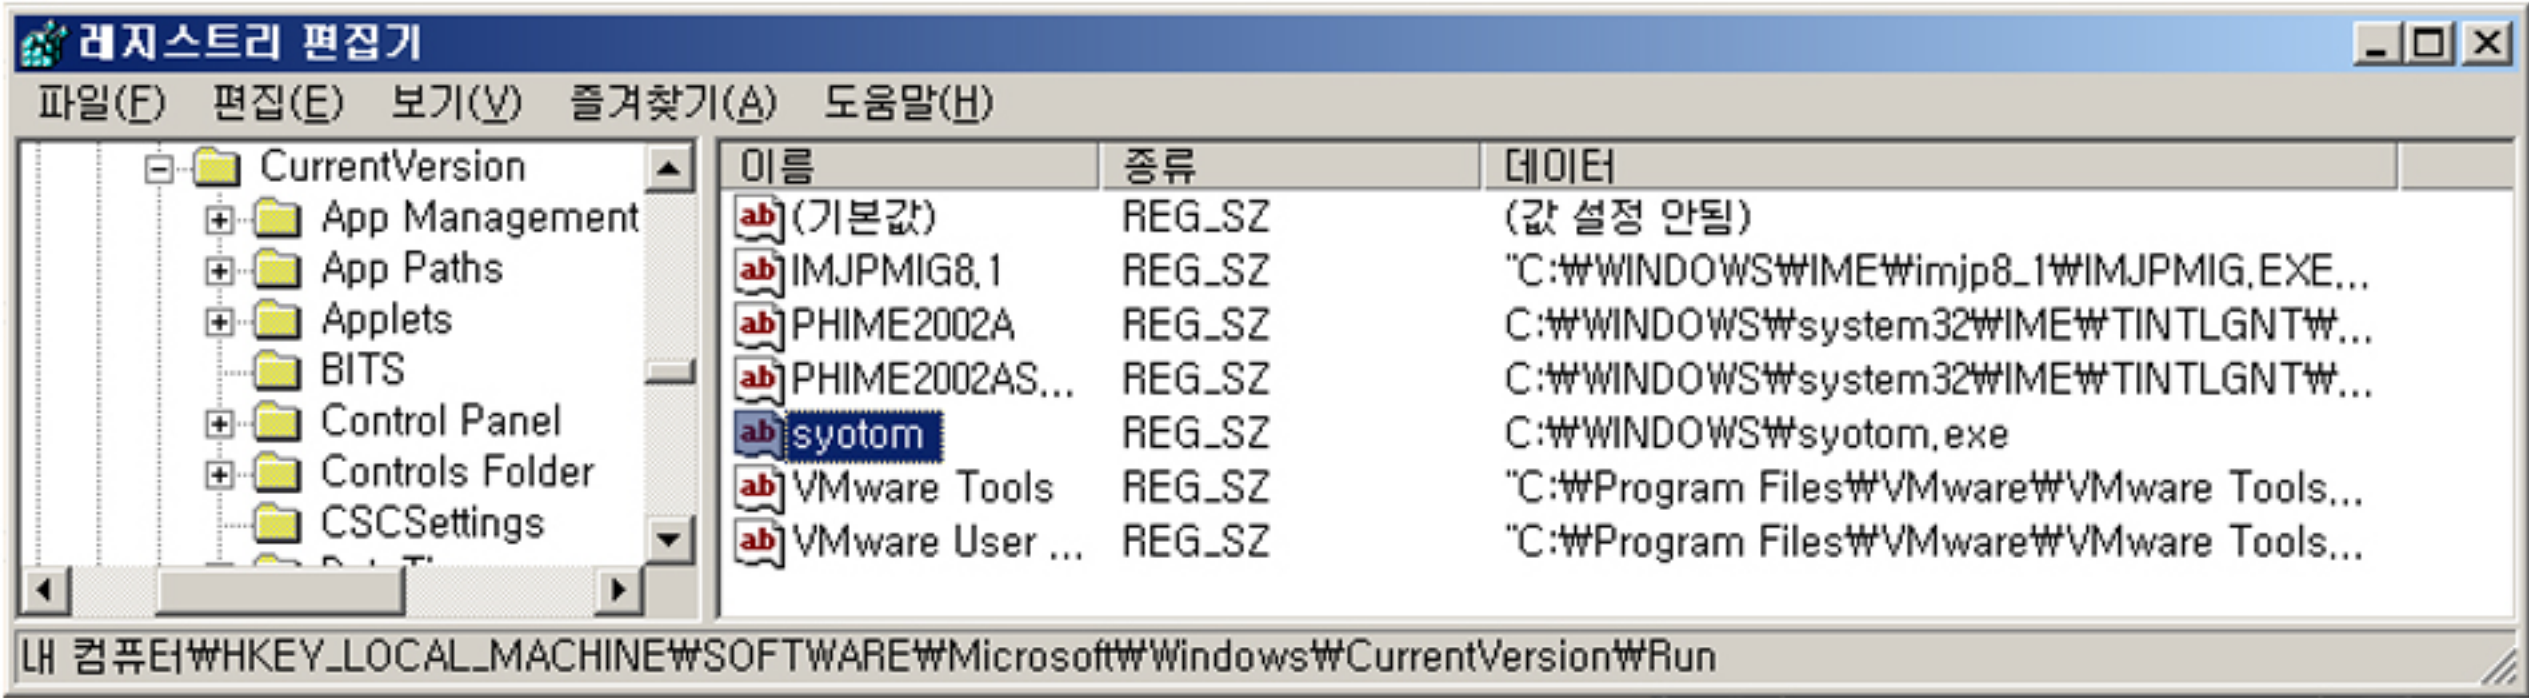 레지스트리 편집기
파일(F) 편집(E) 보기(V) 즐겨찾기(A) 도움말(H)
CurrentVersion
App Management
App Paths
Applets
BITS
Control Panel
Controls Folder
CSCSettings
이름 종류 데이터
(기본값) REG_SZ (값 설정 안됨)
IMJPMIG8.1 REG_SZ "C:₩WINDOWS₩IME₩imjp8_1₩IMJPMIG.EXE...
PHIME2002A REG_SZ C:₩WINDOWS₩system32₩IME₩TINTLGNT₩...
PHIME2002AS... REG_SZ C:₩WINDOWS₩system32₩IME₩TINTLGNT₩...
syotom REG_SZ C:₩WINDOWS₩syotom.exe
VMware Tools REG_SZ "C:₩Program Files₩VMware₩VMware Tools...
VMware User ... REG_SZ "C:₩Program Files₩VMware₩VMware Tools...
내 컴퓨터₩HKEY_LOCAL_MACHINE₩SOFTWARE₩Microsoft₩Windows₩CurrentVersion₩Run